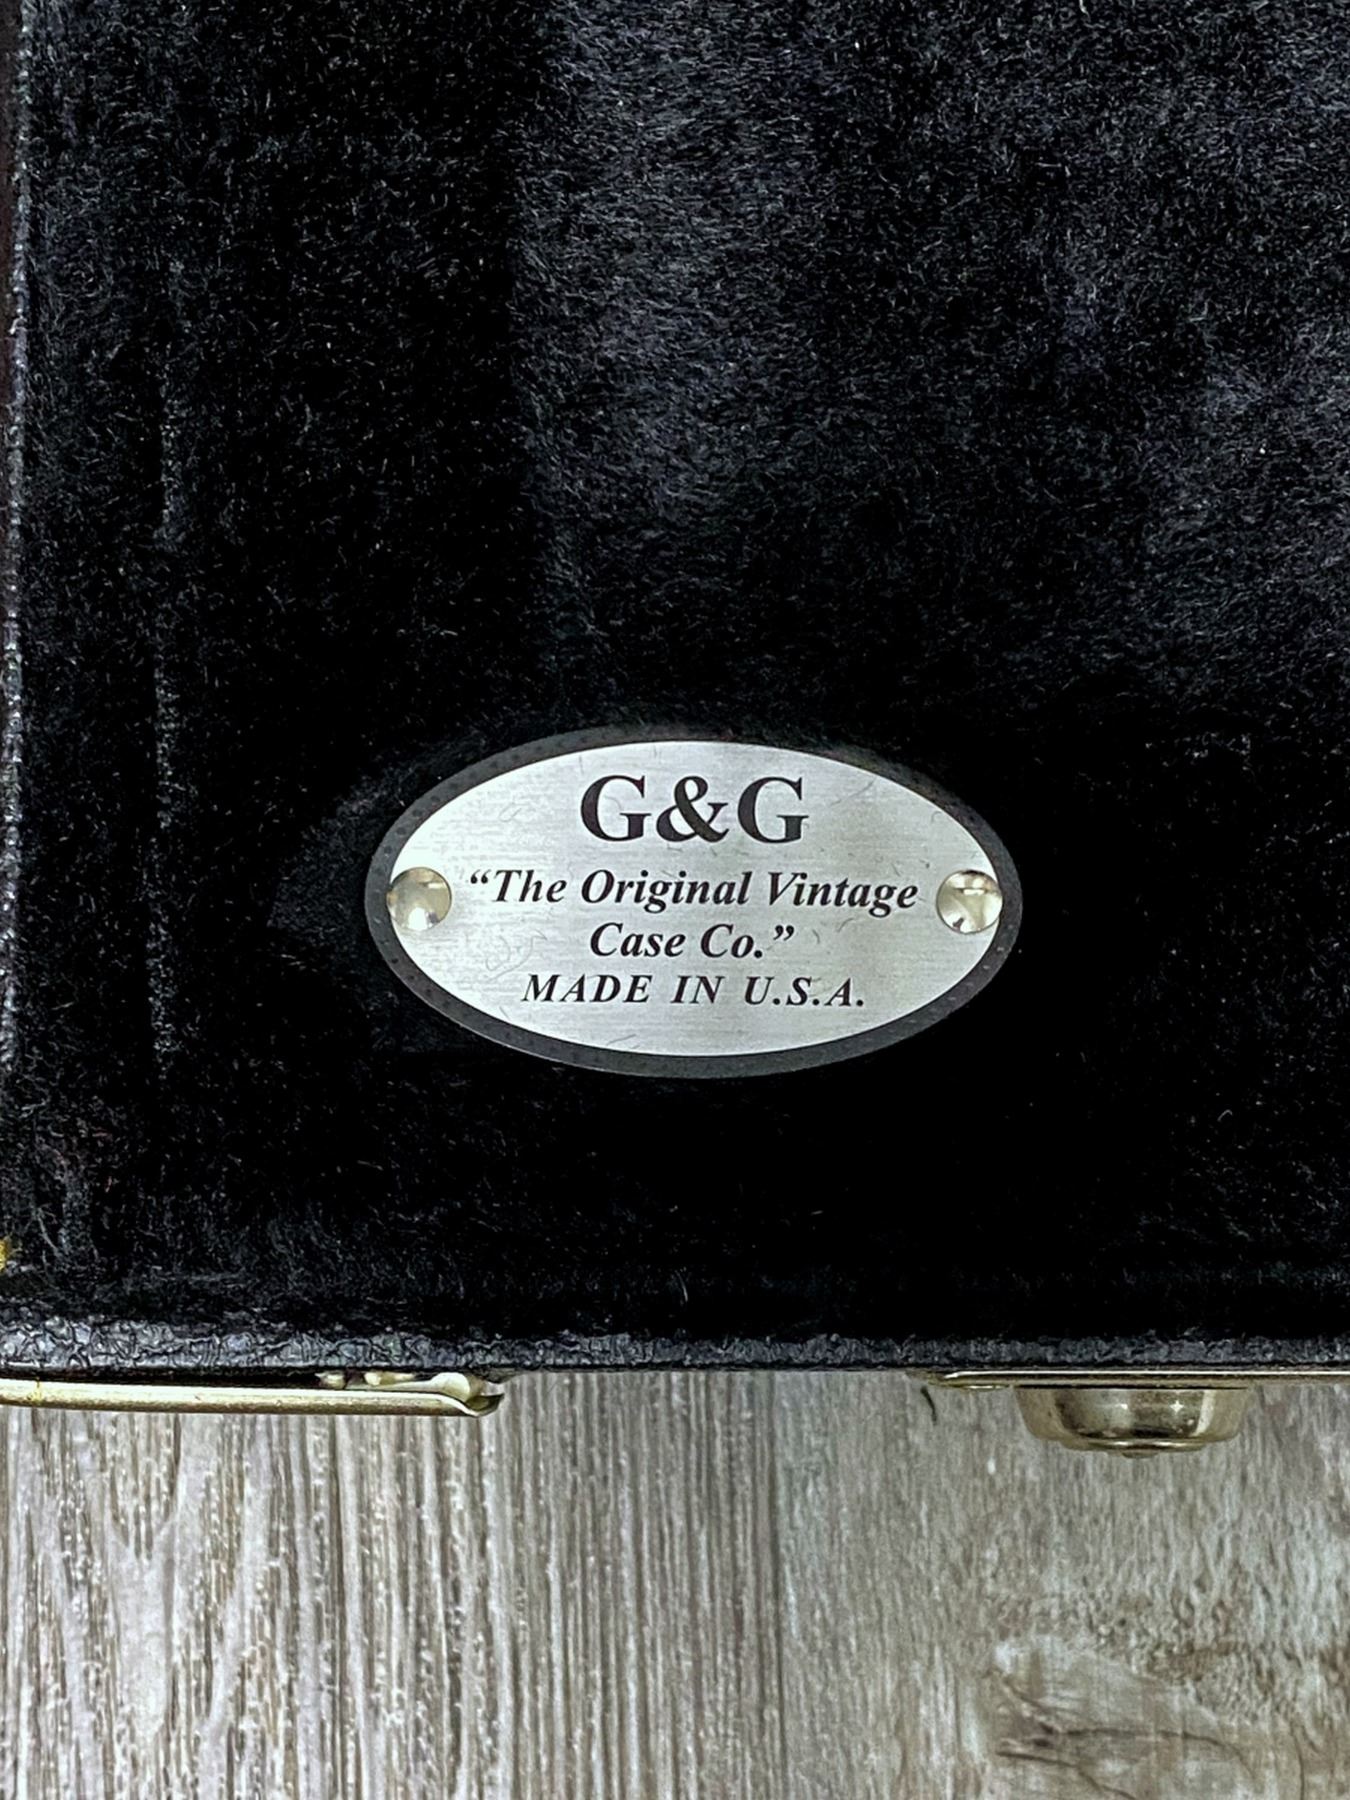 G&G
“The Original Vintage
Case Co.”
MADE IN U.S.A.